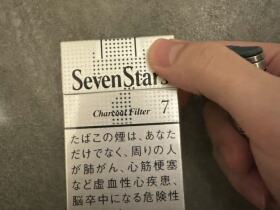 SevenStars
Charcoal Filter 7
たばこの煙は、あなた
だけでなく、周りの人
が肺がん、心筋梗塞
など虚血性心疾患、
脳卒中になる危険性